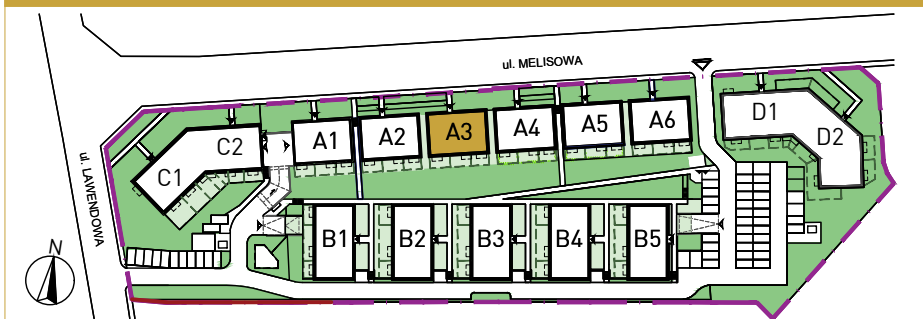 ul. MELISOWA
A1
A2
A3
A4
A5
A6
D1
D2
C2
C1
ul. LAWENDOWA
B1
B2
B3
B4
B5
N